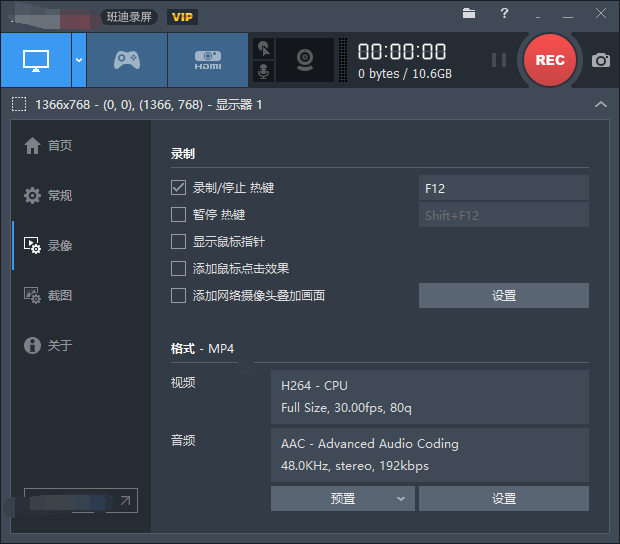 班迪录屏 VIP
?
HDMI
00:00:00
0 bytes / 10.6GB
REC
1366x768 - (0, 0), (1366, 768) - 显示器 1
首页
常规
录像
截图
关于
录制
录制/停止 热键 F12
暂停 热键 Shift+F12
显示鼠标指针
添加鼠标点击效果
添加网络摄像头叠加画面 设置
格式 - MP4
视频
H264 - CPU
Full Size, 30.00fps, 80q
音频
AAC - Advanced Audio Coding
48.0KHz, stereo, 192kbps
预置 设置